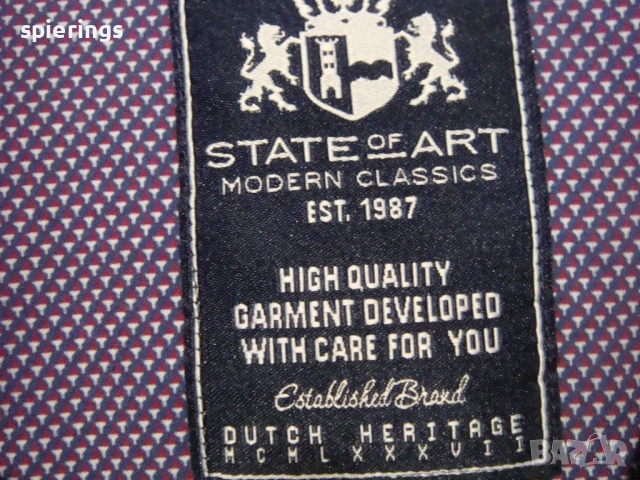 spierings
STATE OF ART
MODERN CLASSICS
EST. 1987
HIGH QUALITY
GARMENT DEVELOPED
WITH CARE FOR YOU
Established Brand
DUTCH HERITAGE
MCMLXXXVII
BAZAR